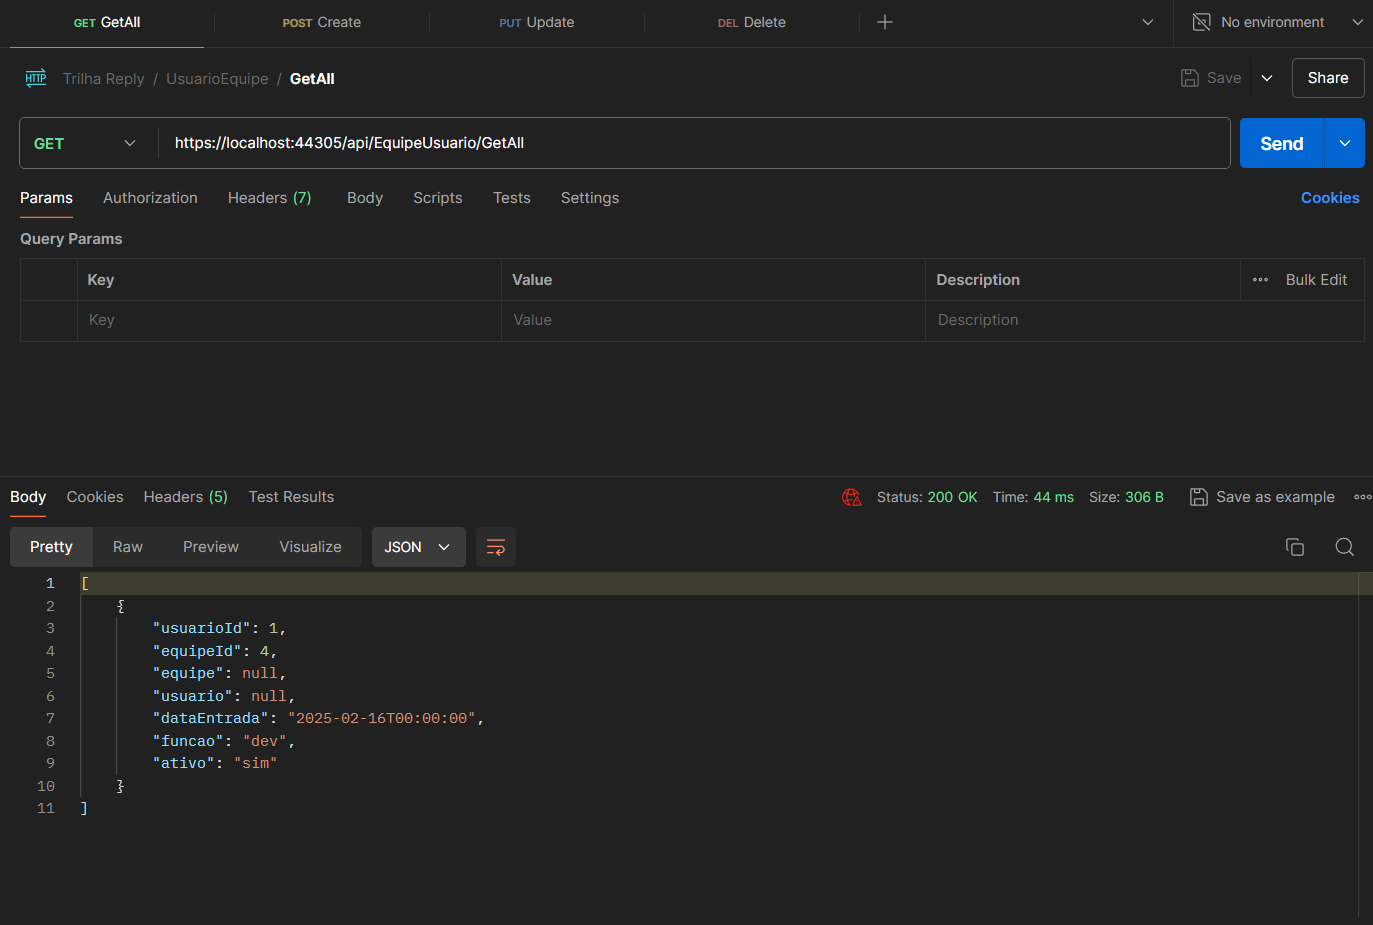 GET GetAll POST Create PUT Update DEL Delete No environment
HTTP Trilha Reply / UsuarioEquipe / GetAll Save Share
GET https://localhost:44305/api/EquipeUsuario/GetAll Send
Params Authorization Headers (7) Body Scripts Tests Settings Cookies
Query Params
Key Value Description Bulk Edit
Key Value Description
Body Cookies Headers (5) Test Results Status: 200 OK Time: 44 ms Size: 306 B Save as example
Pretty Raw Preview Visualize JSON
1 [
2 {
3 "usuarioId": 1,
4 "equipeId": 4,
5 "equipe": null,
6 "usuario": null,
7 "dataEntrada": "2025-02-16T00:00:00",
8 "funcao": "dev",
9 "ativo": "sim"
10 }
11 ]